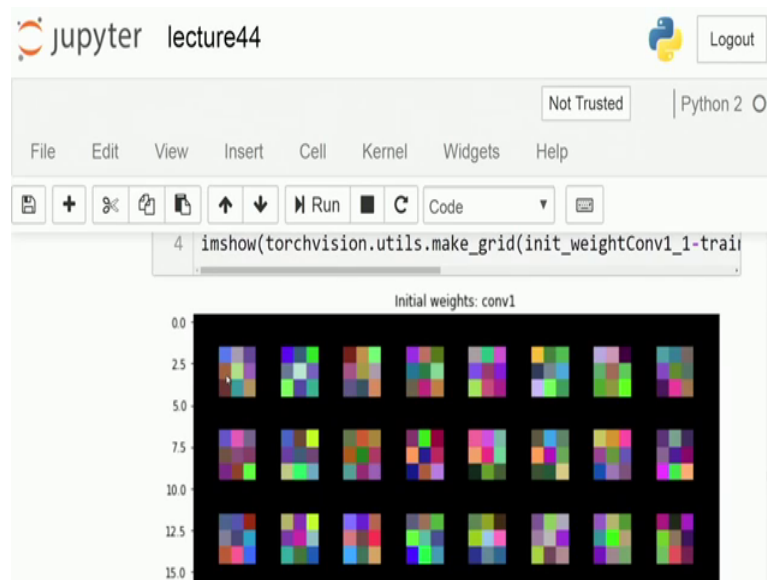 jupyter lecture44 Logout
Not Trusted Python 2
File Edit View Insert Cell Kernel Widgets Help
Run Code
4 imshow(torchvision.utils.make_grid(init_weightConv1_1-trai
Initial weights: conv1
0.0
2.5
5.0
7.5
10.0
12.5
15.0